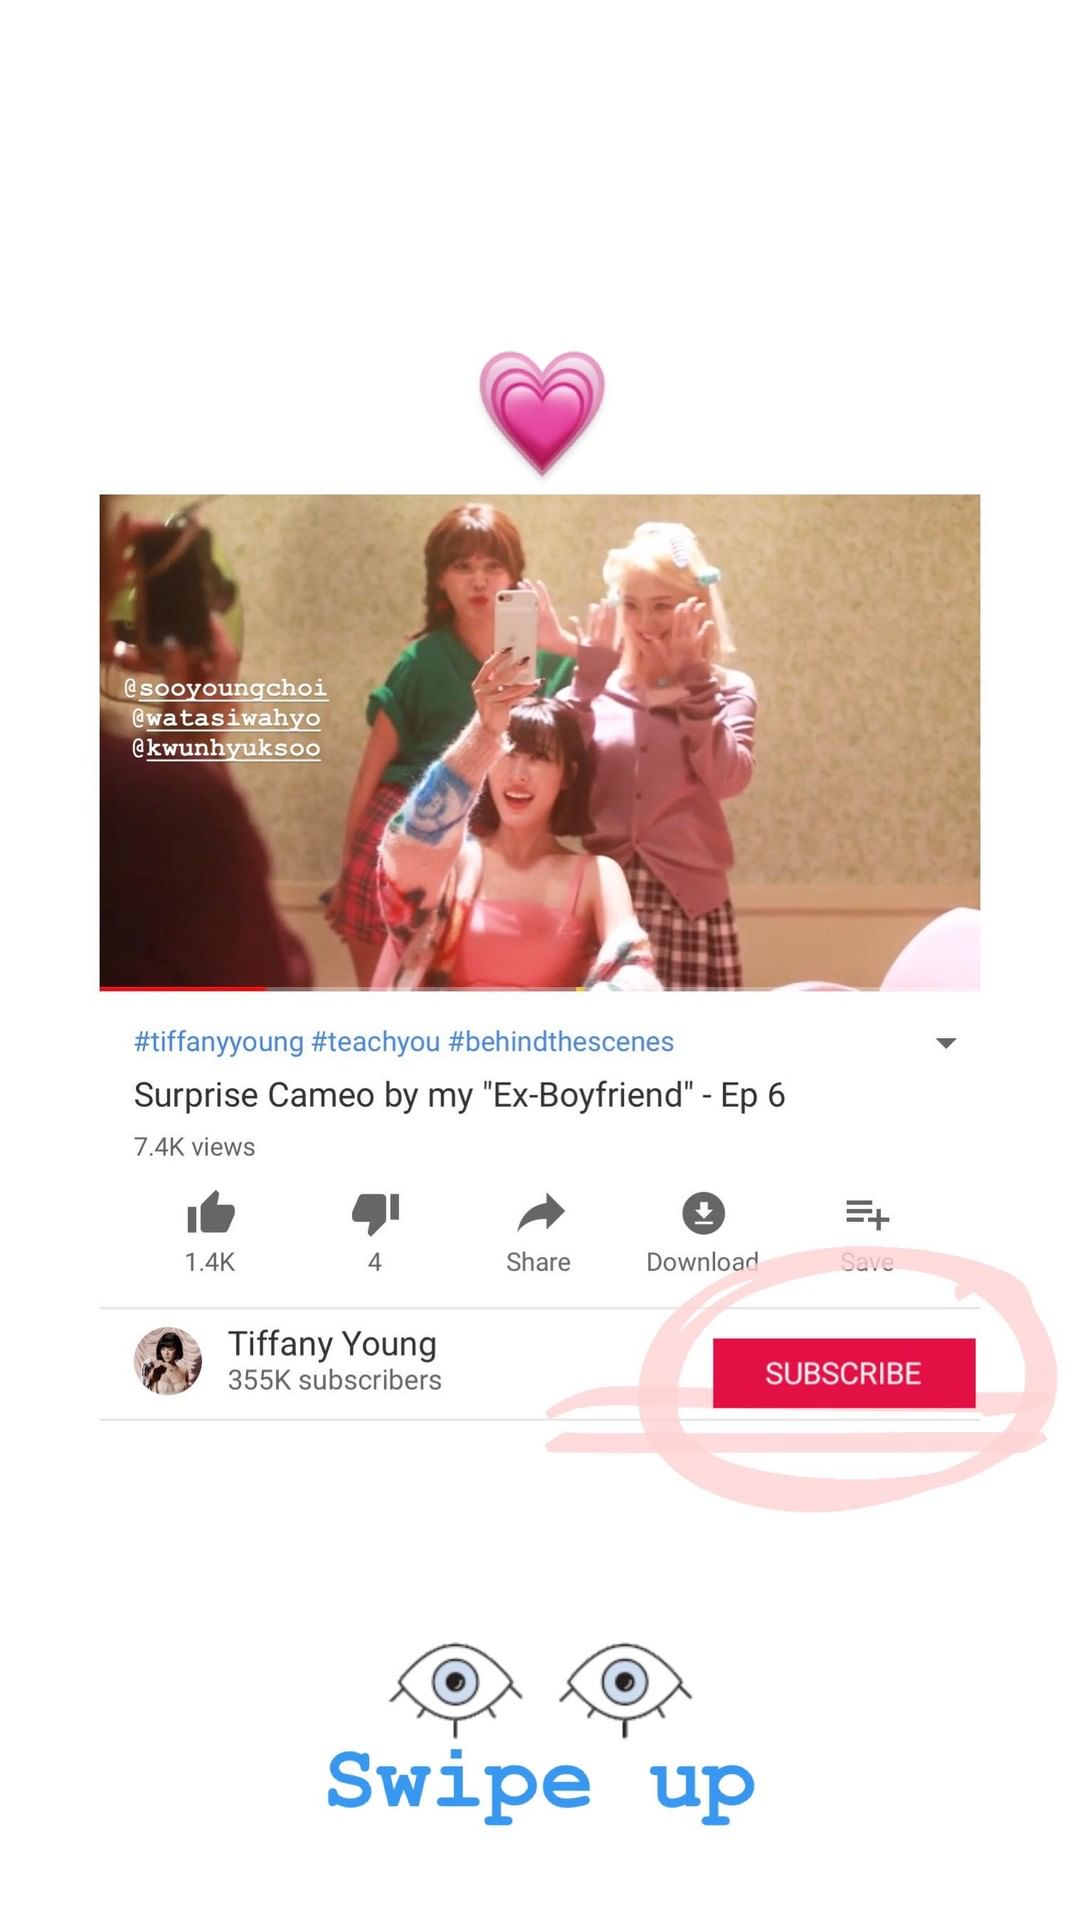 @sooyoungchoi
@watasiwahyo
@kwunhyuksoo
#tiffanyyoung #teachyou #behindthescenes
Surprise Cameo by my "Ex-Boyfriend" - Ep 6
7.4K views
1.4K
4
Share
Download
Save
Tiffany Young
355K subscribers
SUBSCRIBE
Swipe up